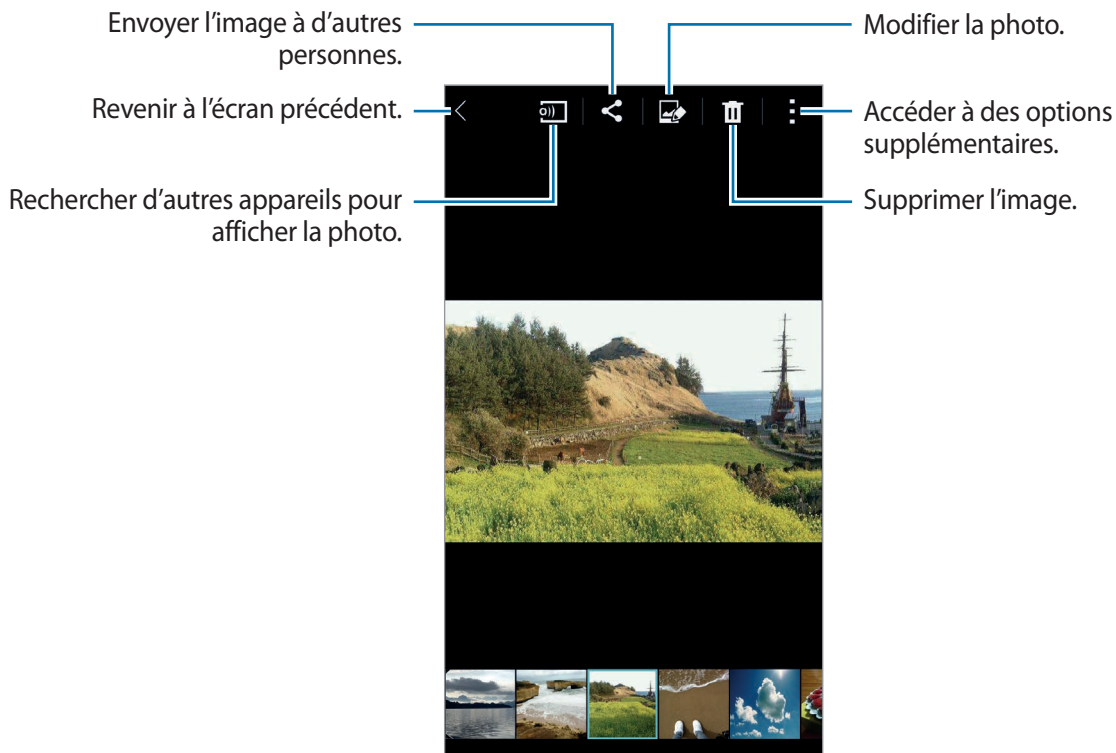 Envoyer l’image à d’autres
personnes.
Revenir à l’écran précédent.
Rechercher d’autres appareils pour
afficher la photo.
Modifier la photo.
Accéder à des options
supplémentaires.
Supprimer l’image.